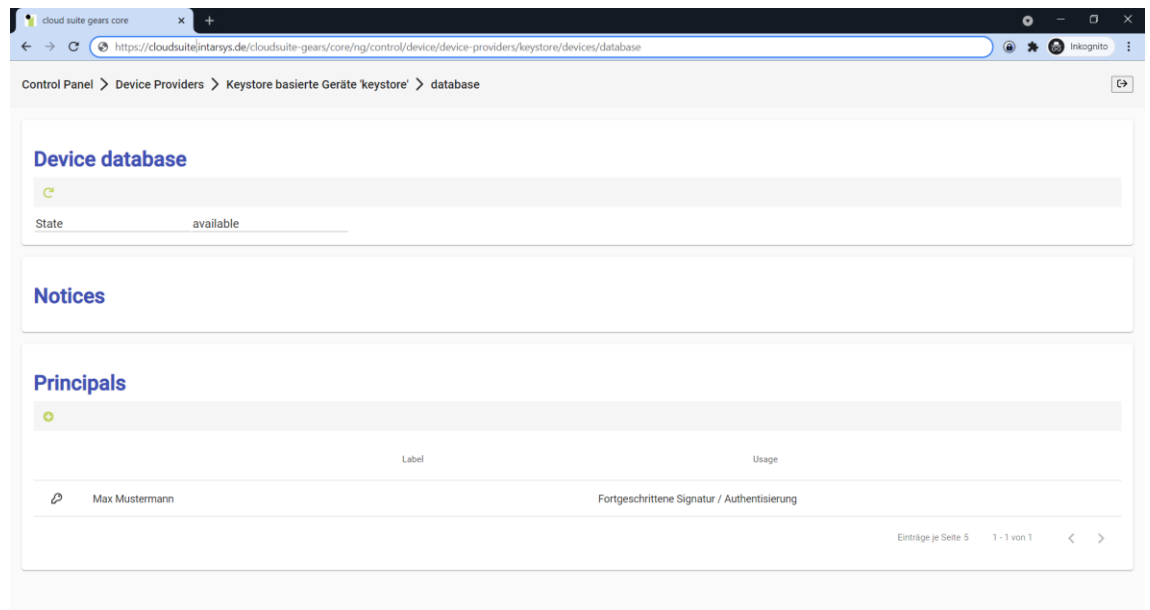 cloud suite gears core
https://cloudsuite.intarsys.de/cloudsuite-gears/core/ng/control/device/device-providers/keystore/devices/database
Inkognito
Control Panel > Device Providers > Keystore basierte Geräte 'keystore' > database
Device database
State available
Notices
Principals
Label Usage
Max Mustermann Fortgeschrittene Signatur / Authentisierung
Einträge je Seite 5 1 - 1 von 1